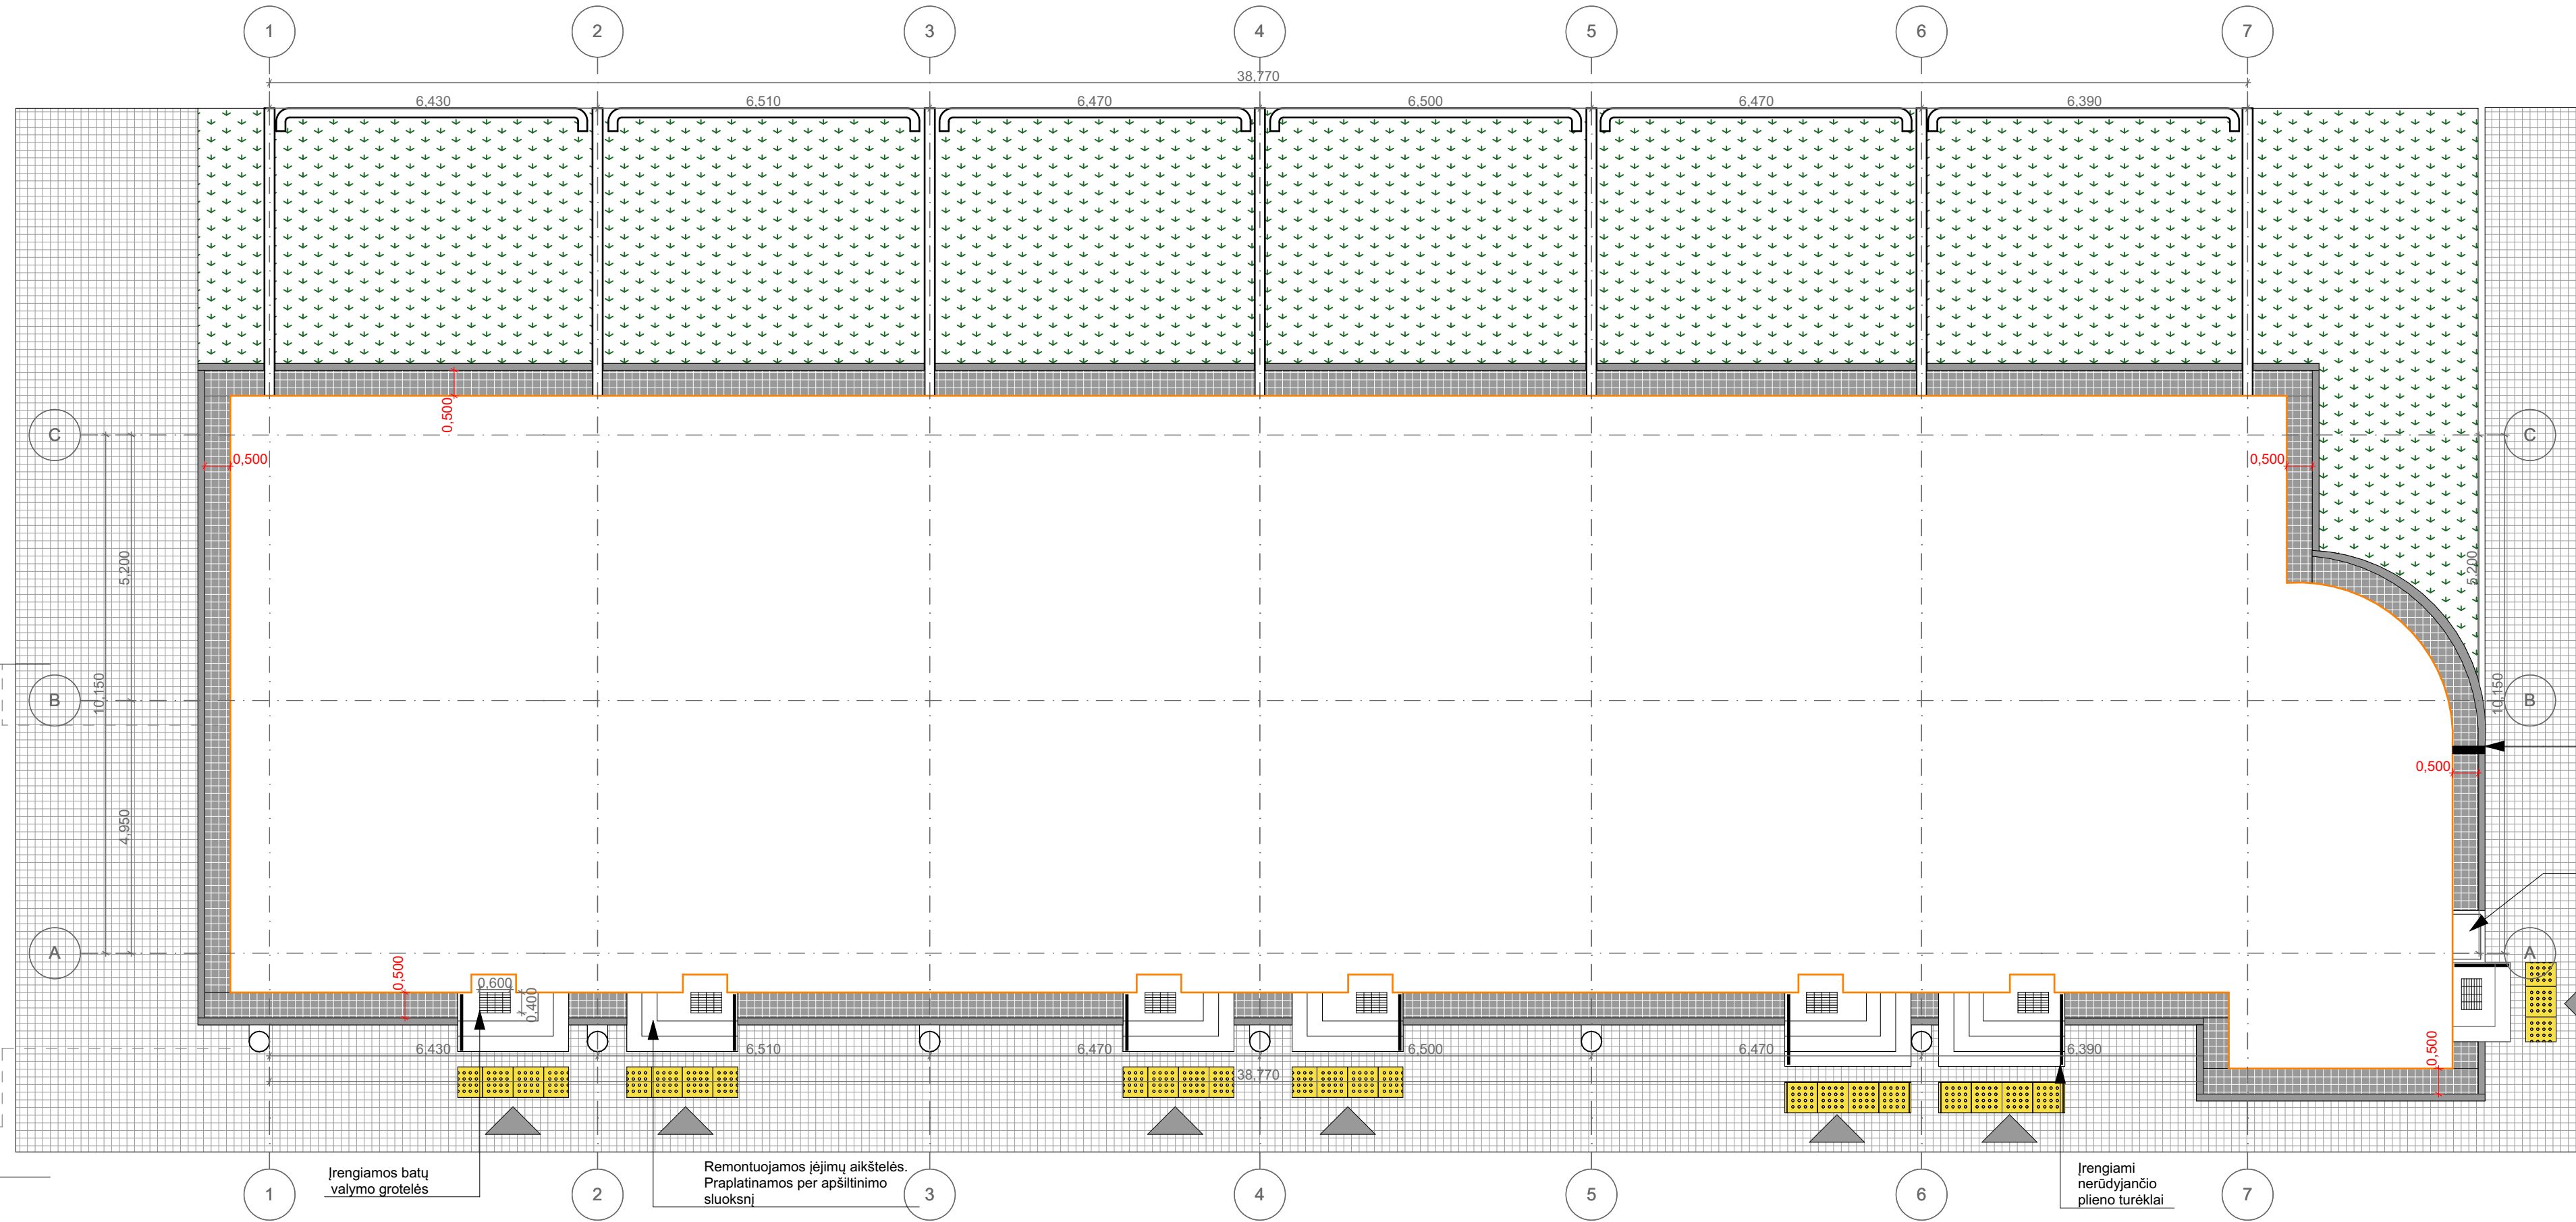 1 2 3 4 5 6 7
38,770
6,430 6,510 6,470 6,500 6,470 6,390
0,500
C C
0,500 0,500
5,200 5,200
B B
10,150 10,150
0,500
4,950
A A
0,500
0,600
0,400
0,500
6,430 6,510 6,470 6,500 6,470 6,390
38,770
Įrengiamos batų
valymo grotelės
Remontuojamos įėjimų aikštelės.
Praplatinamos per apšiltinimo
sluoksnį
Įrengiami
nerūdyjančio
plieno turėklai
1 2 3 4 5 6 7